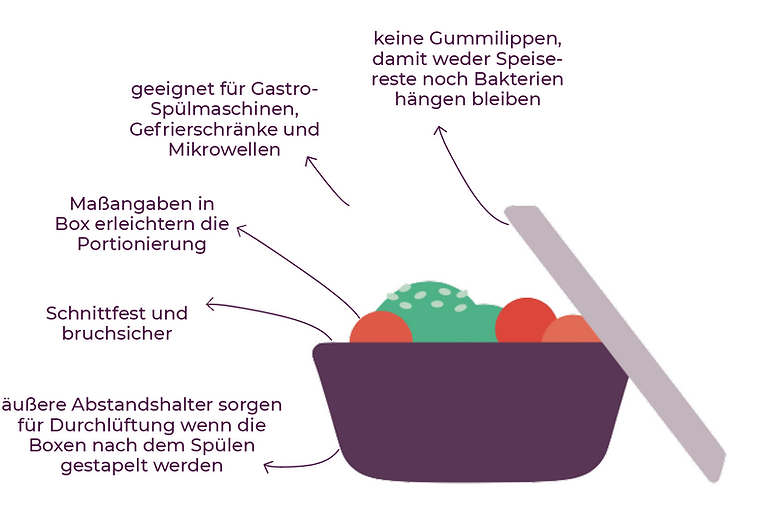 keine Gummilippen,
damit weder Speise-
reste noch Bakterien
hängen bleiben
geeignet für Gastro-
Spülmaschinen,
Gefrierschränke und
Mikrowellen
Maßangaben in
Box erleichtern die
Portionierung
Schnittfest und
bruchsicher
äußere Abstandshalter sorgen
für Durchlüftung wenn die
Boxen nach dem Spülen
gestapelt werden